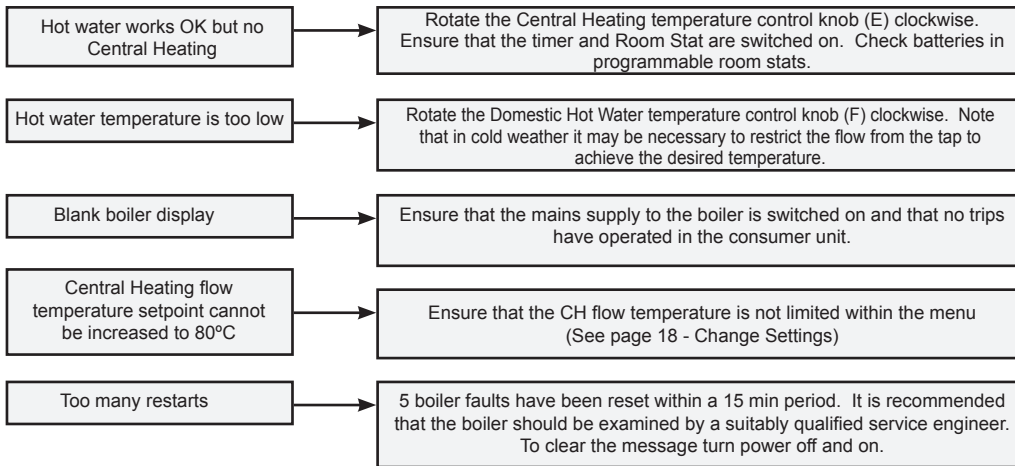 Hot water works OK but no
Central Heating
Rotate the Central Heating temperature control knob (E) clockwise.
Ensure that the timer and Room Stat are switched on.  Check batteries in
programmable room stats.
Hot water temperature is too low
Rotate the Domestic Hot Water temperature control knob (F) clockwise.  Note
that in cold weather it may be necessary to restrict the flow from the tap to
achieve the desired temperature.
Blank boiler display
Ensure that the mains supply to the boiler is switched on and that no trips
have operated in the consumer unit.
Central Heating flow
temperature setpoint cannot
be increased to 80ºC
Ensure that the CH flow temperature is not limited within the menu
(See page 18 - Change Settings)
Too many restarts
5 boiler faults have been reset within a 15 min period.  It is recommended
that the boiler should be examined by a suitably qualified service engineer.
To clear the message turn power off and on.